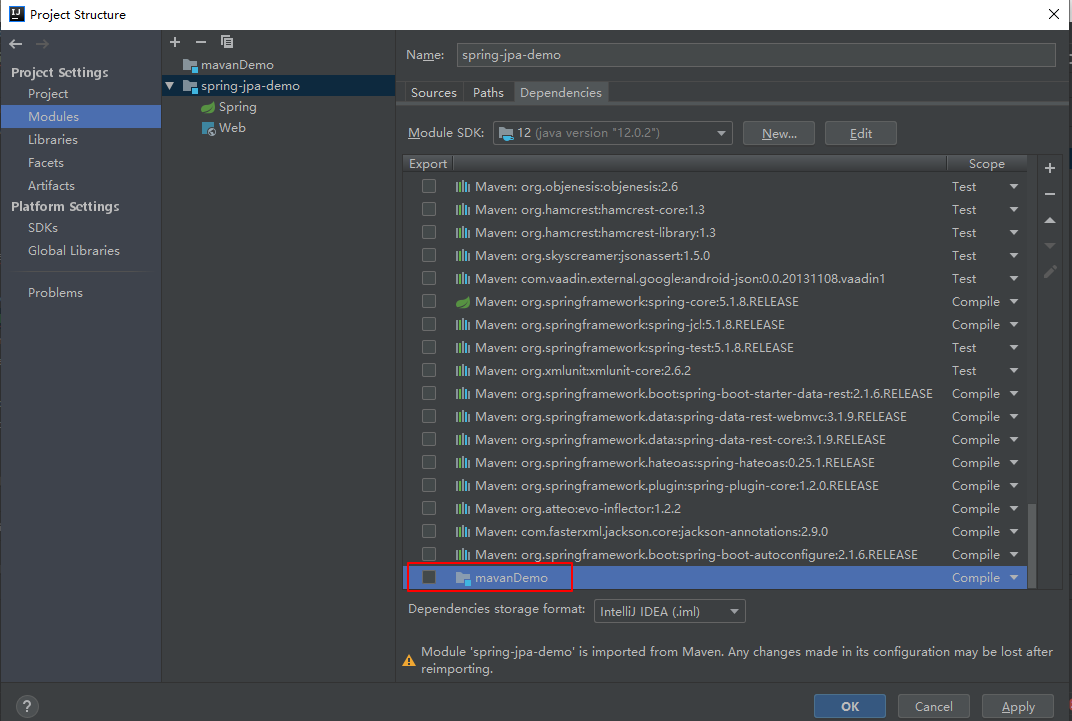 IJ Project Structure
Project Settings
Project
Modules
Libraries
Facets
Artifacts
Platform Settings
SDKs
Global Libraries
Problems
mavanDemo
spring-jpa-demo
Spring
Web
Name: spring-jpa-demo
Sources Paths Dependencies
Module SDK: 12 (java version "12.0.2") New... Edit
Export Scope
Maven: org.objenesis:objenesis:2.6 Test
Maven: org.hamcrest:hamcrest-core:1.3 Test
Maven: org.hamcrest:hamcrest-library:1.3 Test
Maven: org.skyscreamer:jsonassert:1.5.0 Test
Maven: com.vaadin.external.google:android-json:0.0.20131108.vaadin1 Test
Maven: org.springframework:spring-core:5.1.8.RELEASE Compile
Maven: org.springframework:spring-jcl:5.1.8.RELEASE Compile
Maven: org.springframework:spring-test:5.1.8.RELEASE Test
Maven: org.xmlunit:xmlunit-core:2.6.2 Test
Maven: org.springframework.boot:spring-boot-starter-data-rest:2.1.6.RELEASE Compile
Maven: org.springframework.data:spring-data-rest-webmvc:3.1.9.RELEASE Compile
Maven: org.springframework.data:spring-data-rest-core:3.1.9.RELEASE Compile
Maven: org.springframework.hateoas:spring-hateoas:0.25.1.RELEASE Compile
Maven: org.springframework.plugin:spring-plugin-core:1.2.0.RELEASE Compile
Maven: org.atteo:evo-inflector:1.2.2 Compile
Maven: com.fasterxml.jackson.core:jackson-annotations:2.9.0 Compile
Maven: org.springframework.boot:spring-boot-autoconfigure:2.1.6.RELEASE Compile
mavanDemo Compile
Dependencies storage format: IntelliJ IDEA (.iml)
Module 'spring-jpa-demo' is imported from Maven. Any changes made in its configuration may be lost after
reimporting.
? OK Cancel Apply